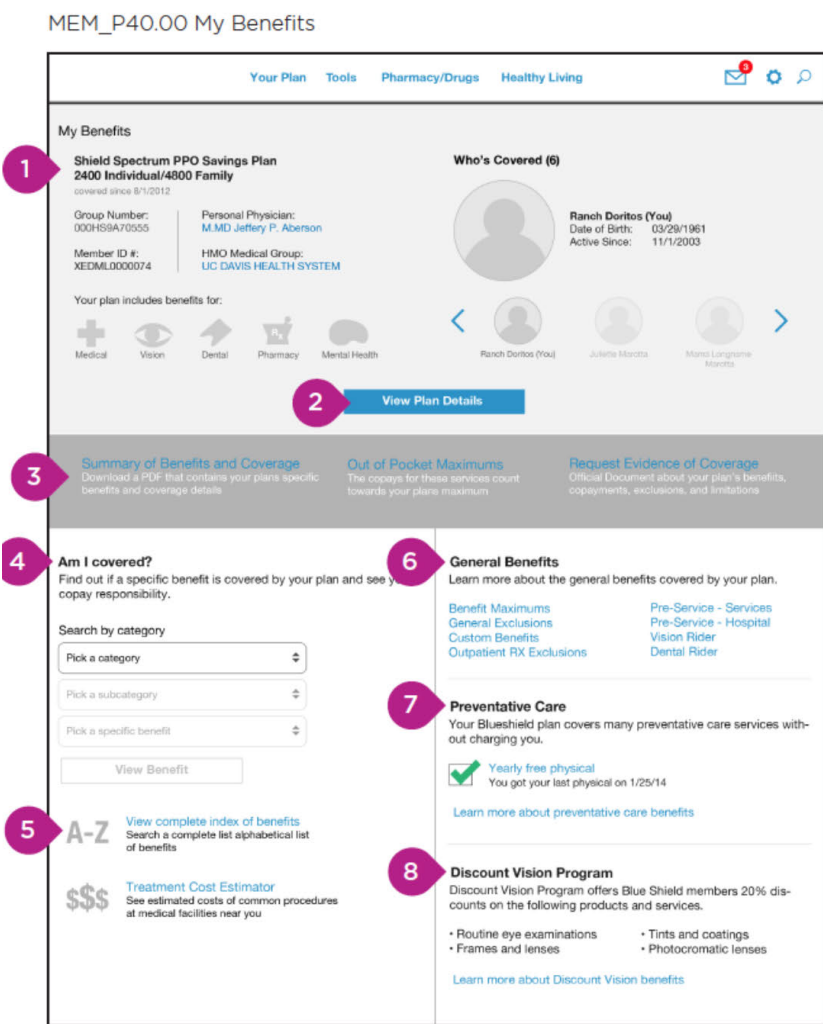 MEM_P40.00 My Benefits
Your Plan Tools Pharmacy/Drugs Healthy Living 3
My Benefits
1
Shield Spectrum PPO Savings Plan
2400 Individual/4800 Family
covered since 8/1/2012
Group Number:
000HS9A70555
Personal Physician:
M.MD Jeffery P. Aberson
Member ID #:
XEDML0000074
HMO Medical Group:
UC DAVIS HEALTH SYSTEM
Your plan includes benefits for:
Rx
Medical Vision Dental Pharmacy Mental Health
Who's Covered (6)
Ranch Doritos (You)
Date of Birth: 03/29/1961
Active Since: 11/1/2003
Ranch Doritos (You) Juliette Marotta Mama Longname
Marotta
2
View Plan Details
3
Summary of Benefits and Coverage
Download a PDF that contains your plans specific
benefits and coverage details
Out of Pocket Maximums
The copays for these services count
towards your plans maximum
Request Evidence of Coverage
Official Document about your plan's benefits,
copayments, exclusions, and limitations
4
Am I covered?
Find out if a specific benefit is covered by your plan and see
copay responsibility.
Search by category
Pick a category
Pick a subcategory
Pick a specific benefit
View Benefit
5
A-Z
View complete index of benefits
Search a complete list alphabetical list
of benefits
$$$
Treatment Cost Estimator
See estimated costs of common procedures
at medical facilities near you
6
General Benefits
Learn more about the general benefits covered by your plan.
Benefit Maximums
General Exclusions
Custom Benefits
Outpatient RX Exclusions
Pre-Service - Services
Pre-Service - Hospital
Vision Rider
Dental Rider
7
Preventative Care
Your Blueshield plan covers many preventative care services with-
out charging you.
Yearly free physical
You got your last physical on 1/25/14
Learn more about preventative care benefits
8
Discount Vision Program
Discount Vision Program offers Blue Shield members 20% dis-
counts on the following products and services.
• Routine eye examinations
• Frames and lenses
• Tints and coatings
• Photocromatic lenses
Learn more about Discount Vision benefits